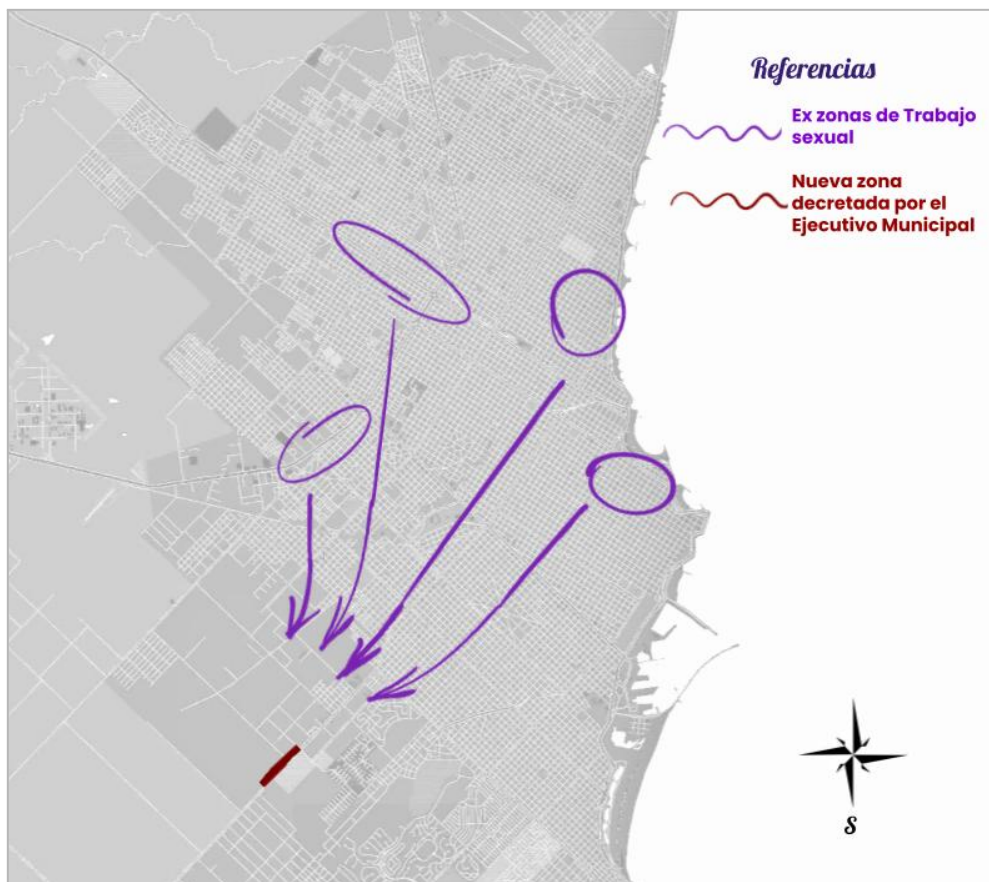 Referencias
Ex zonas de Trabajo
sexual
Nueva zona
decretada por el
Ejecutivo Municipal
S